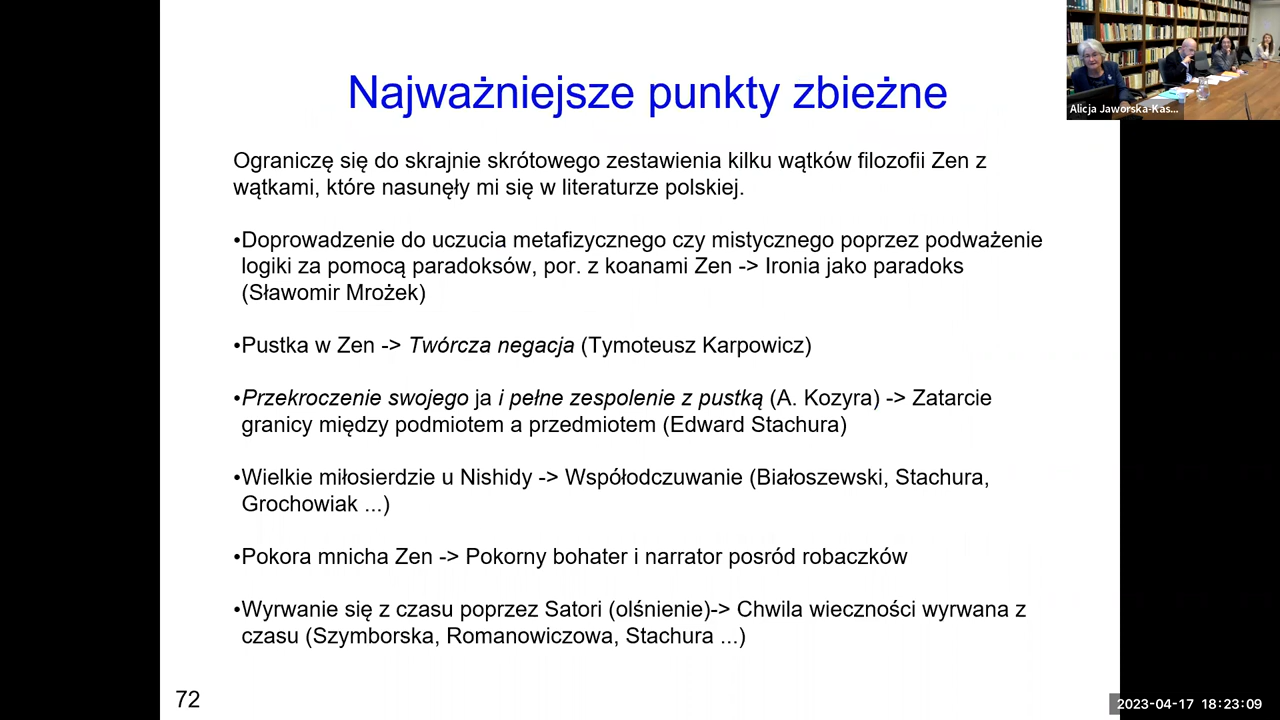 Najważniejsze punkty zbieżne
Alicja Jaworska-Kas...
Ograniczę się do skrajnie skrótowego zestawienia kilku wątków filozofii Zen z
wątkami, które nasunęły mi się w literaturze polskiej.
•Doprowadzenie do uczucia metafizycznego czy mistycznego poprzez podważenie
logiki za pomocą paradoksów, por. z koanami Zen -> Ironia jako paradoks
(Sławomir Mrożek)
•Pustka w Zen -> Twórcza negacja (Tymoteusz Karpowicz)
•Przekroczenie swojego ja i pełne zespolenie z pustką (A. Kozyra) -> Zatarcie
granicy między podmiotem a przedmiotem (Edward Stachura)
•Wielkie miłosierdzie u Nishidy -> Współodczuwanie (Białoszewski, Stachura,
Grochowiak ...)
•Pokora mnicha Zen -> Pokorny bohater i narrator posród robaczków
•Wyrwanie się z czasu poprzez Satori (olśnienie)-> Chwila wieczności wyrwana z
czasu (Szymborska, Romanowiczowa, Stachura ...)
72
2023-04-17 18:23:09